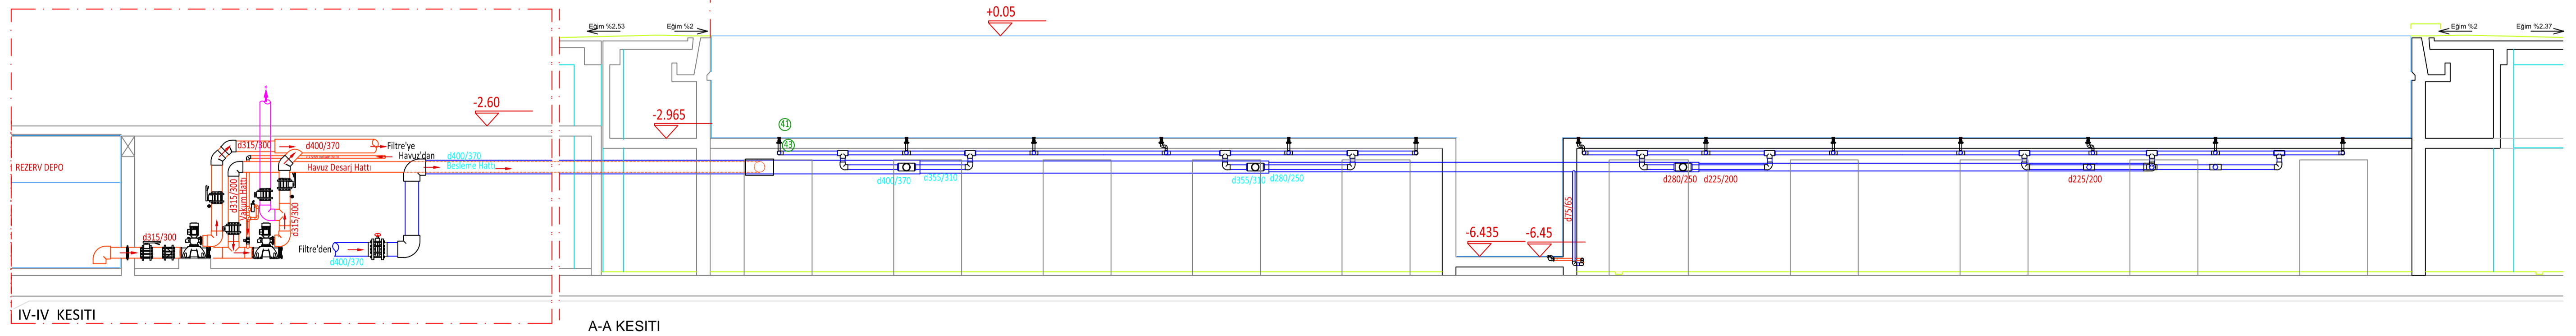 +0.05
Eğim %2,53
Eğim %2
Eğim %2
Eğim %2,37
-2.60
-2.965
41
43
REZERV DEPO
d315/300
d400/370
Filtre'ye
Havuz'dan
d400/370
Besleme Hattı
Havuz Desarj Hattı
d315/300
Vakum Hattı
d315/300
d315/300
Filtre'den
d400/370
d400/370
d355/310
d355/310
d280/250
d280/250
d225/200
d225/200
d75/65
-6.435
-6.45
IV-IV KESITI
A-A KESITI